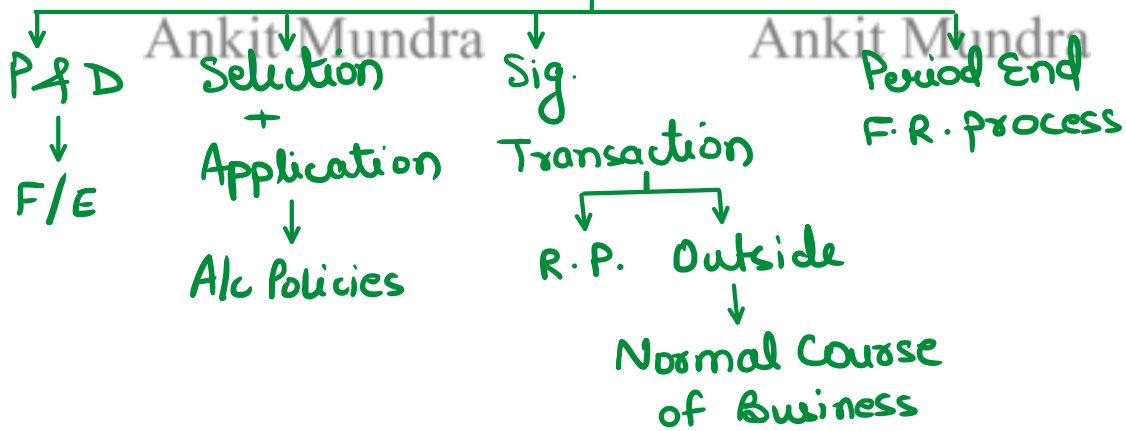 Ankit Mundra Ankit Mundra
P & D
F/E
Selection
+
Application
A/c Policies
Sig.
Transaction
R.P. Outside
Normal Course
of Business
Period End
F.R. process